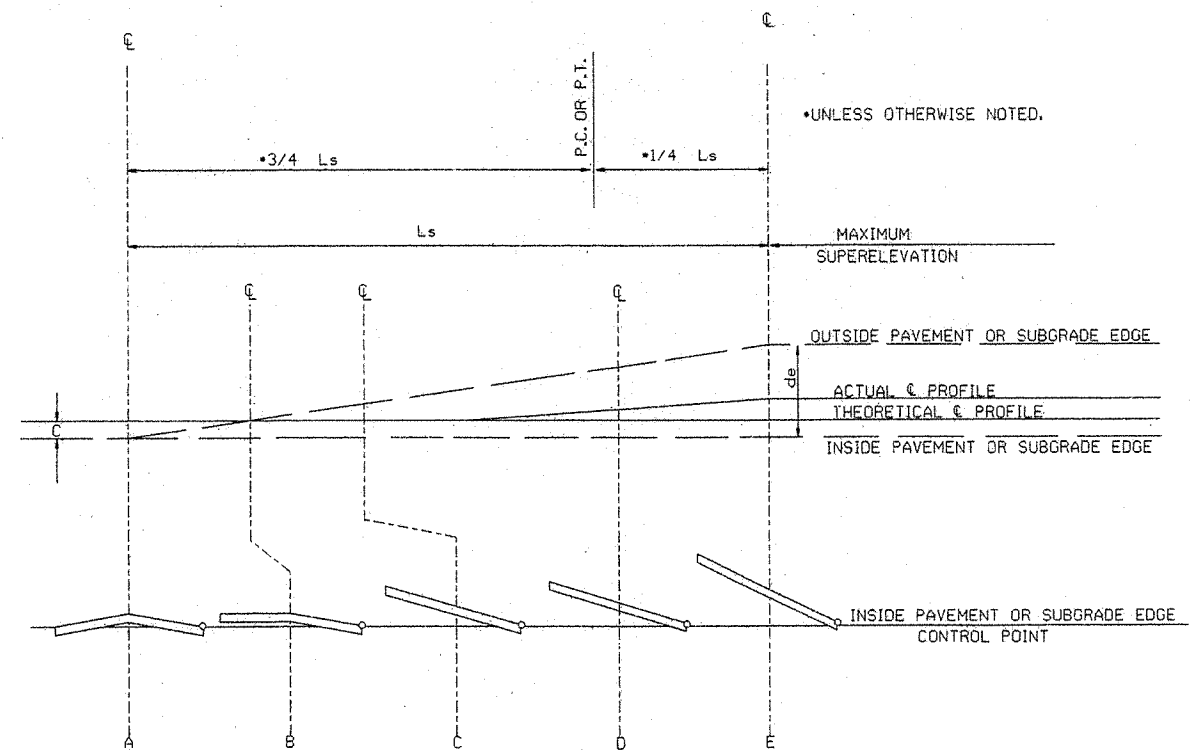 ℄
℄
P.C. OR P.T.
*UNLESS OTHERWISE NOTED.
*3/4 Ls
*1/4 Ls
Ls
MAXIMUM
SUPERELEVATION
℄
℄
℄
OUTSIDE PAVEMENT OR SUBGRADE EDGE
de
ACTUAL ℄ PROFILE
THEORETICAL ℄ PROFILE
C
INSIDE PAVEMENT OR SUBGRADE EDGE
INSIDE PAVEMENT OR SUBGRADE EDGE
CONTROL POINT
A
B
C
D
E